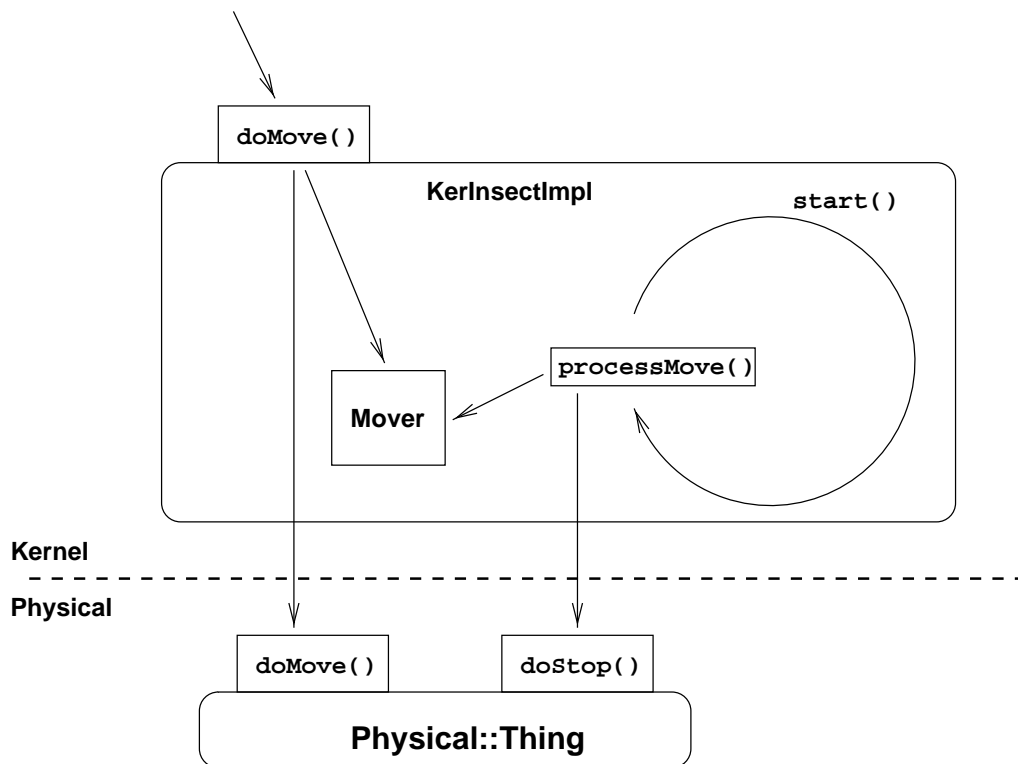 doMove()
KerInsectImpl
start()
processMove()
Mover
Kernel
Physical
doMove()
doStop()
Physical::Thing